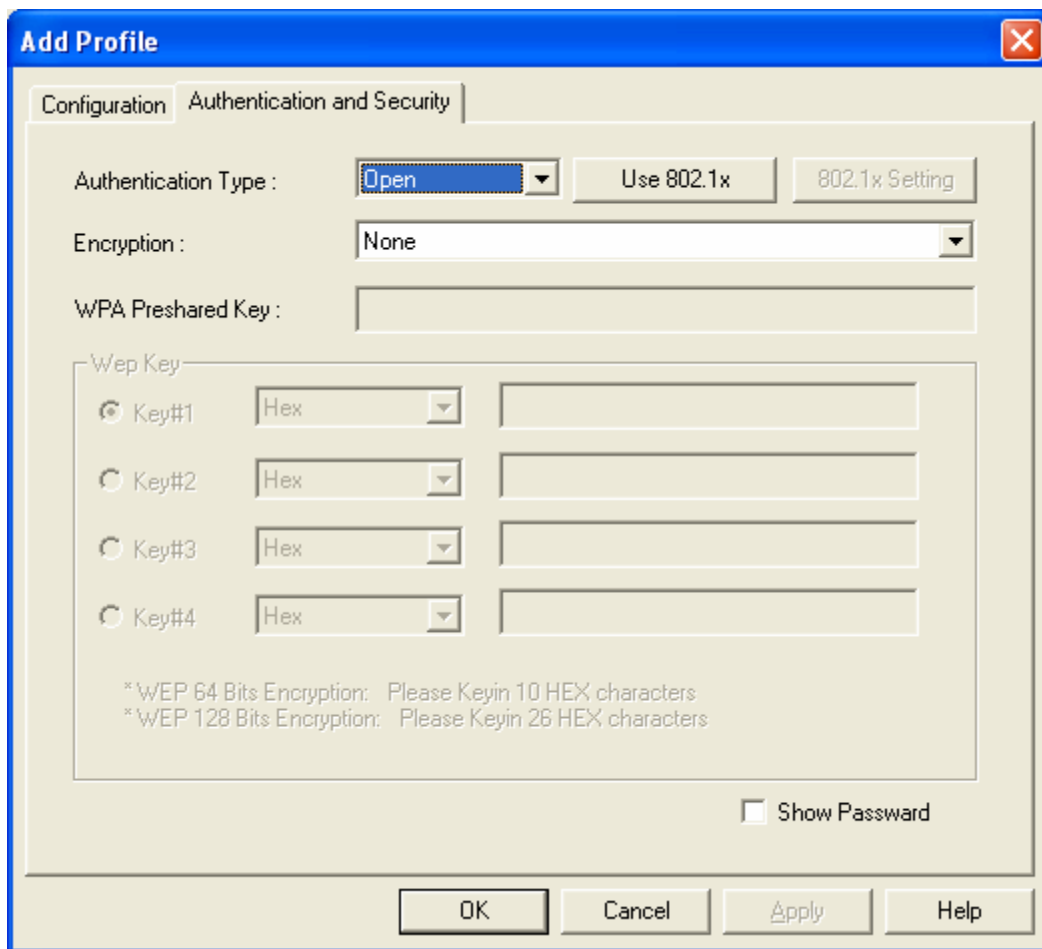 Add Profile
Configuration Authentication and Security
Authentication Type : Open Use 802.1x 802.1x Setting
Encryption : None
WPA Preshared Key :
Wep Key
Key#1 Hex
Key#2 Hex
Key#3 Hex
Key#4 Hex
* WEP 64 Bits Encryption: Please Keyin 10 HEX characters
* WEP 128 Bits Encryption: Please Keyin 26 HEX characters
Show Passward
OK Cancel Apply Help